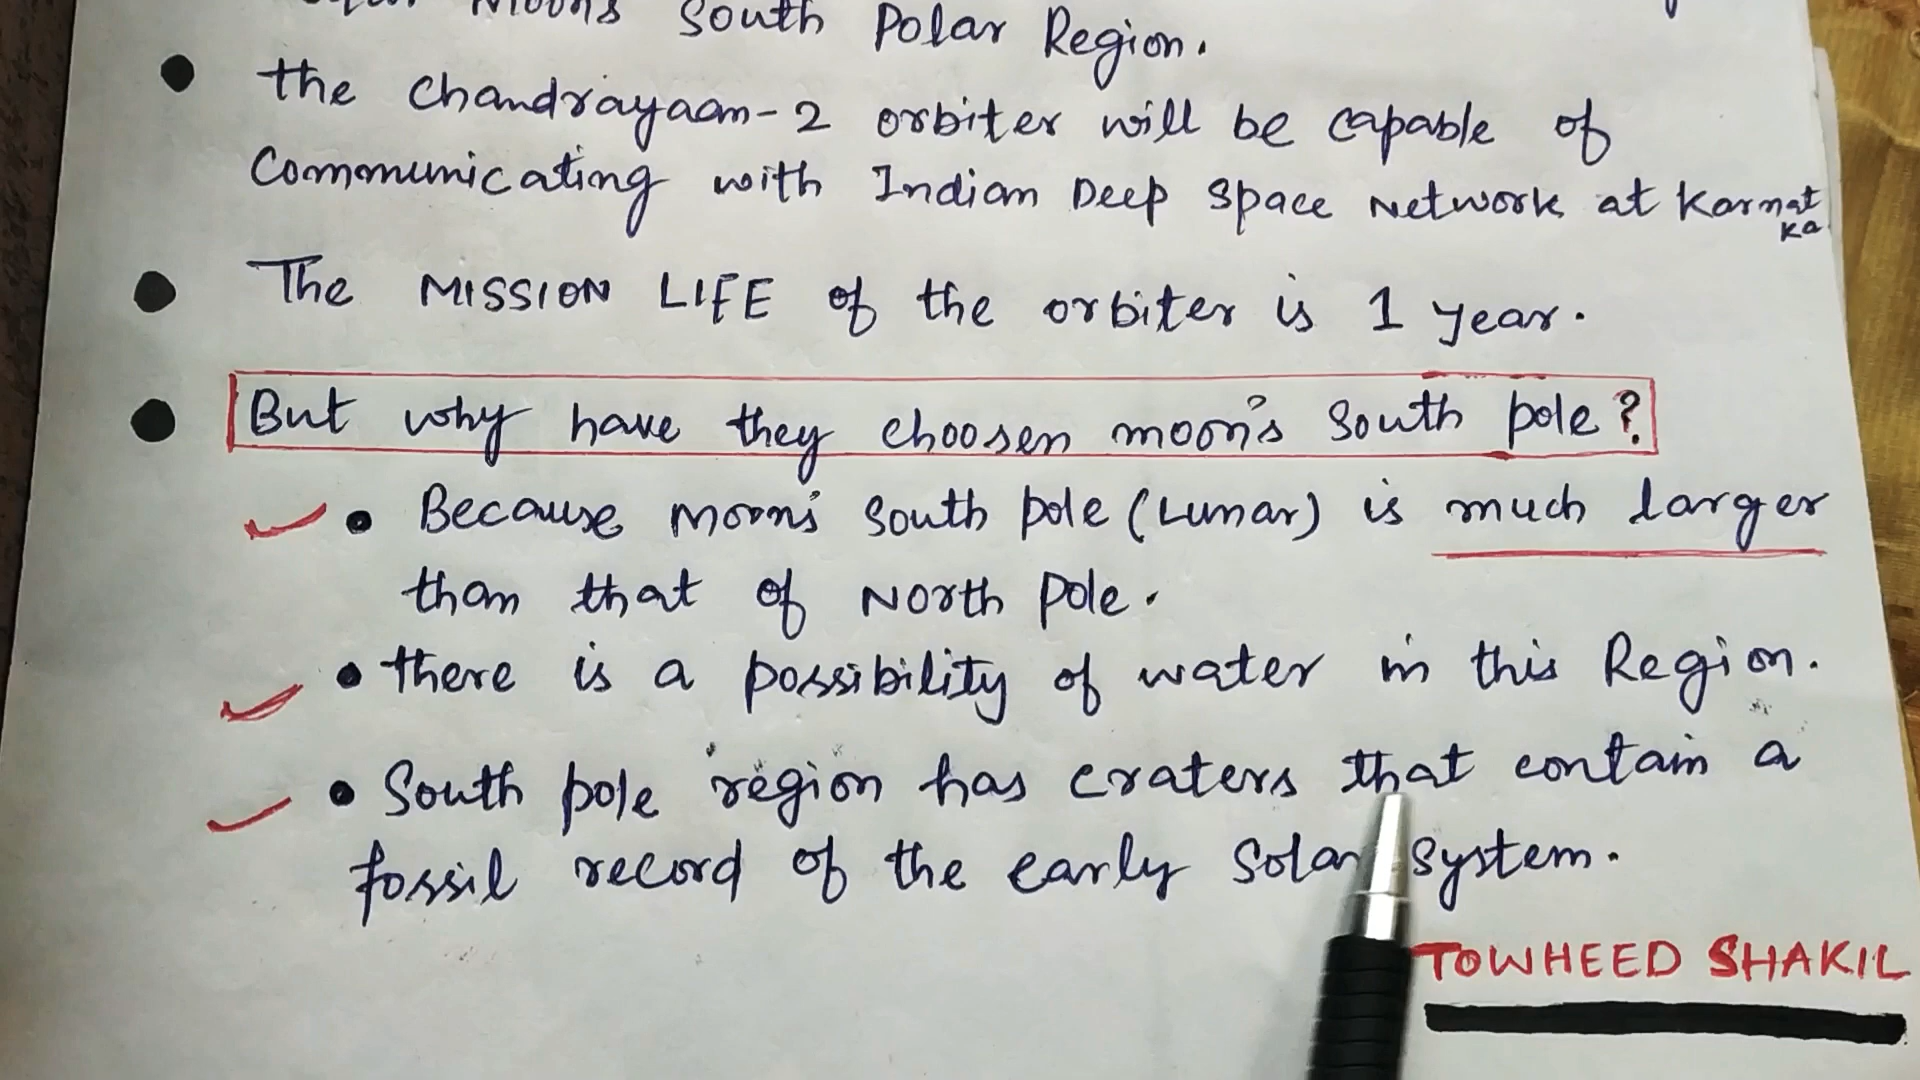 Moon's South Polar Region.
the Chandrayaan-2 orbiter will be capable of
Communicating with Indian Deep Space Network at Karnat
ka
The MISSION LIFE of the orbiter is 1 year.
But why have they choosen moon's South pole?
Because Moon's South pole (Lunar) is much larger
than that of North pole.
there is a possibility of water in this Region.
South pole region has craters that contain a
fossil record of the early Solar System.
TOWHEED SHAKIL